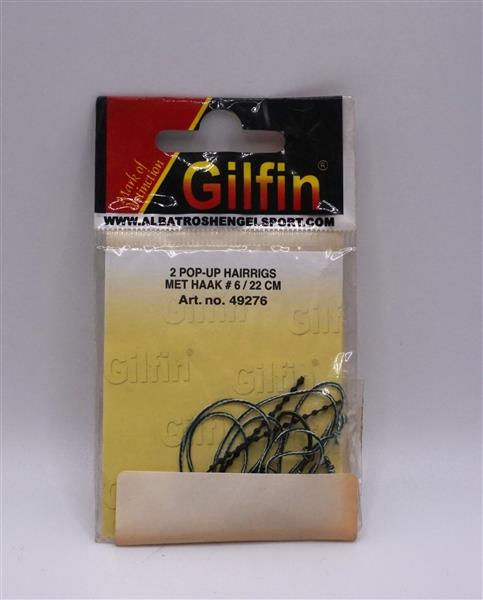 Mark of
distinction
Gilfin®
WWW.ALBATROSHENGELSPORT.COM
2 POP-UP HAIRRIGS
MET HAAK # 6 / 22 CM
Art. no. 49276
Gilfin
Gilfin
Gilfin
Gilfin